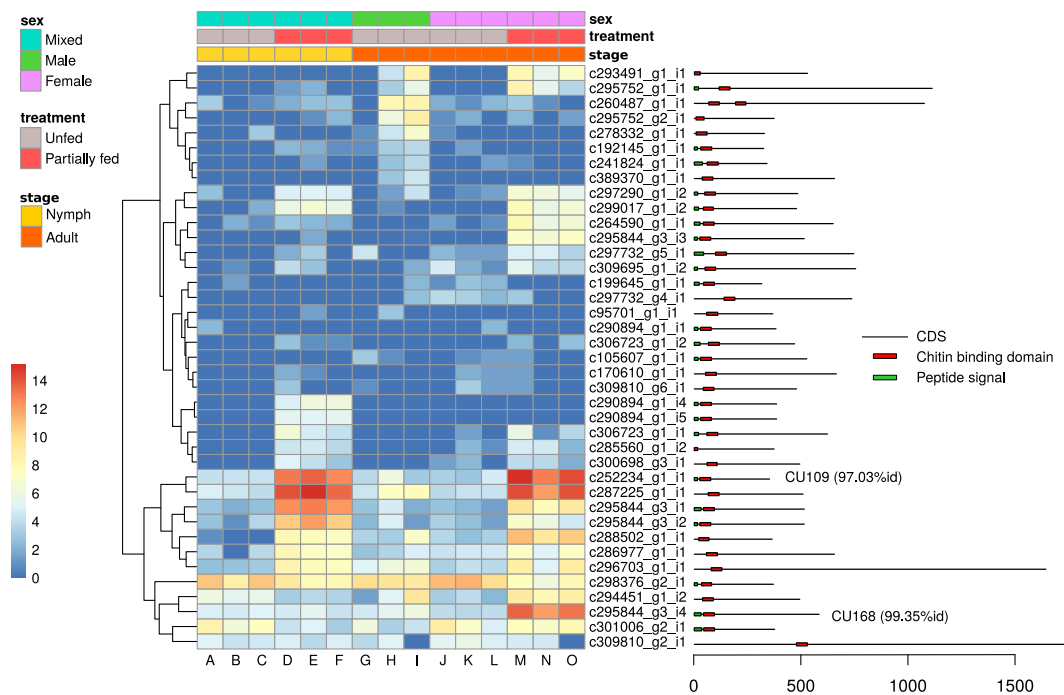 sex
Mixed
Male
Female
treatment
Unfed
Partially fed
stage
Nymph
Adult
14
12
10
8
6
4
2
0
sex
treatment
stage
c293491_g1_i1
c295752_g1_i1
c260487_g1_i1
c295752_g2_i1
c278332_g1_i1
c192145_g1_i1
c241824_g1_i1
c389370_g1_i1
c297290_g1_i2
c299017_g1_i2
c264590_g1_i1
c295844_g3_i3
c297732_g5_i1
c309695_g1_i2
c199645_g1_i1
c297732_g4_i1
c95701_g1_i1
c290894_g1_i1
c306723_g1_i2
c105607_g1_i1
c170610_g1_i1
c309810_g6_i1
c290894_g1_i4
c290894_g1_i5
c306723_g1_i1
c285560_g1_i2
c300698_g3_i1
c252234_g1_i1
c287225_g1_i1
c295844_g3_i1
c295844_g3_i2
c288502_g1_i1
c286977_g1_i1
c296703_g1_i1
c298376_g2_i1
c294451_g1_i2
c295844_g3_i4
c301006_g2_i1
c309810_g2_i1
A B C D E F G H I J K L M N O
CDS
Chitin binding domain
Peptide signal
CU109 (97.03%id)
CU168 (99.35%id)
0 500 1000 1500